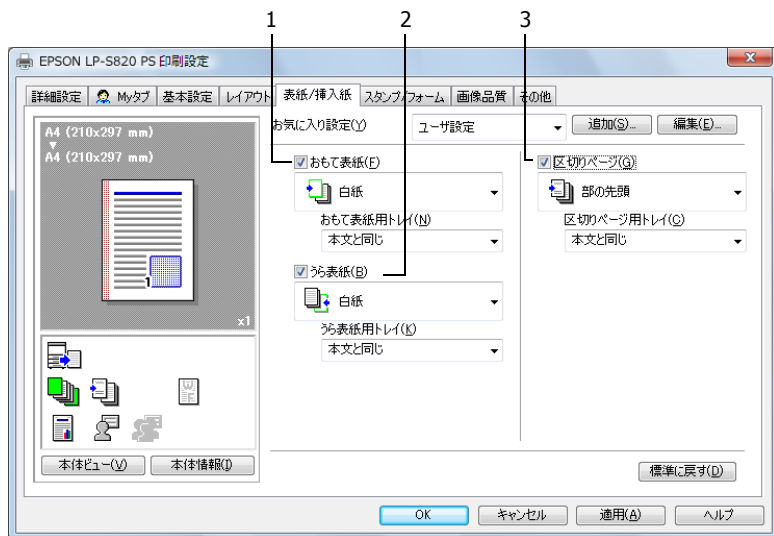 1 2 3
EPSON LP-S820 PS 印刷設定
詳細設定 Myタブ 基本設定 レイアウト 表紙/挿入紙 スタンプ/フォーム 画像品質 その他
A4 (210x297 mm)
A4 (210x297 mm)
1
x1
本体ビュー(V) 本体情報(I)
お気に入り設定(Y) ユーザ設定 追加(S)... 編集(E)...
おもて表紙(F)
白紙
おもて表紙用トレイ(N)
本文と同じ
うら表紙(B)
白紙
うら表紙用トレイ(K)
本文と同じ
区切りページ(G)
部の先頭
区切りページ用トレイ(C)
本文と同じ
標準に戻す(D)
OK キャンセル 適用(A) ヘルプ